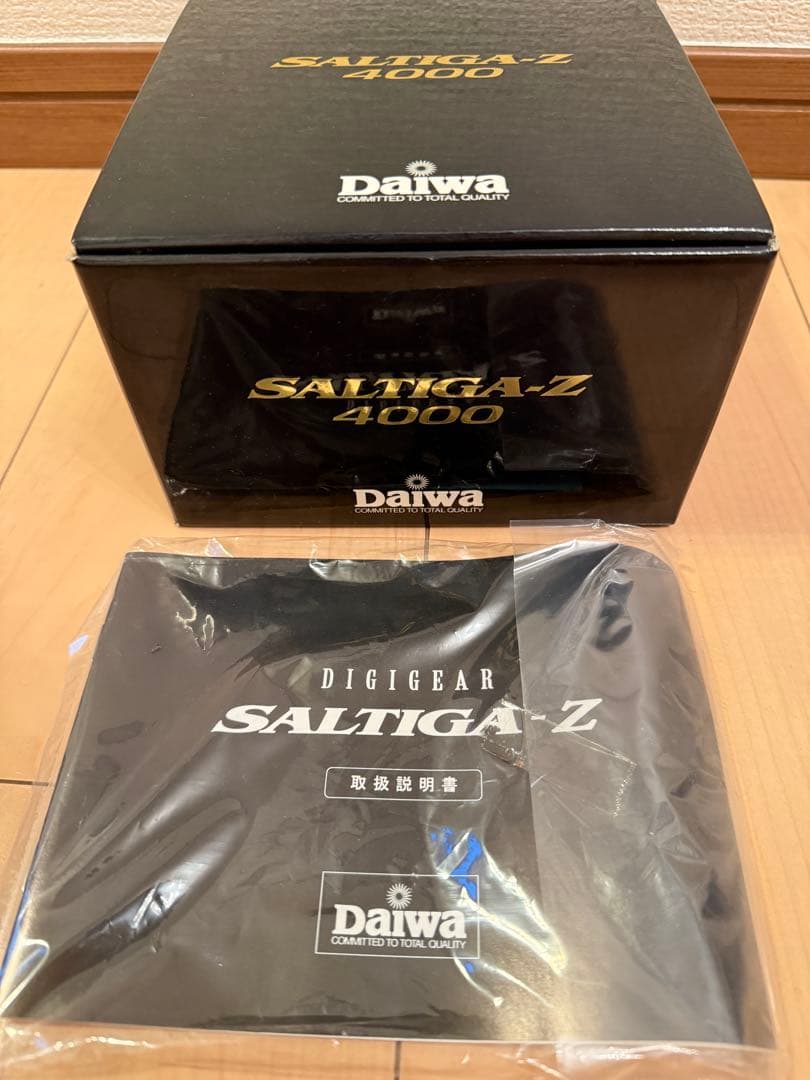 SALTIGA-Z
4000
Daiwa
COMMITTED TO TOTAL QUALITY
SALTIGA-Z
4000
Daiwa
COMMITTED TO TOTAL QUALITY
DIGIGEAR
SALTIGA-Z
取扱説明書
Daiwa
COMMITTED TO TOTAL QUALITY